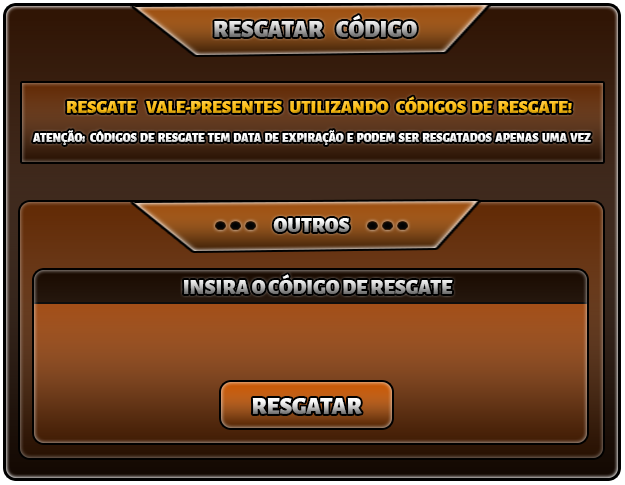 RESGATAR CÓDIGO
RESGATE VALE-PRESENTES UTILIZANDO CÓDIGOS DE RESGATE!
ATENÇÃO: CÓDIGOS DE RESGATE TEM DATA DE EXPIRAÇÃO E PODEM SER RESGATADOS APENAS UMA VEZ
OUTROS
INSIRA O CÓDIGO DE RESGATE
RESGATAR